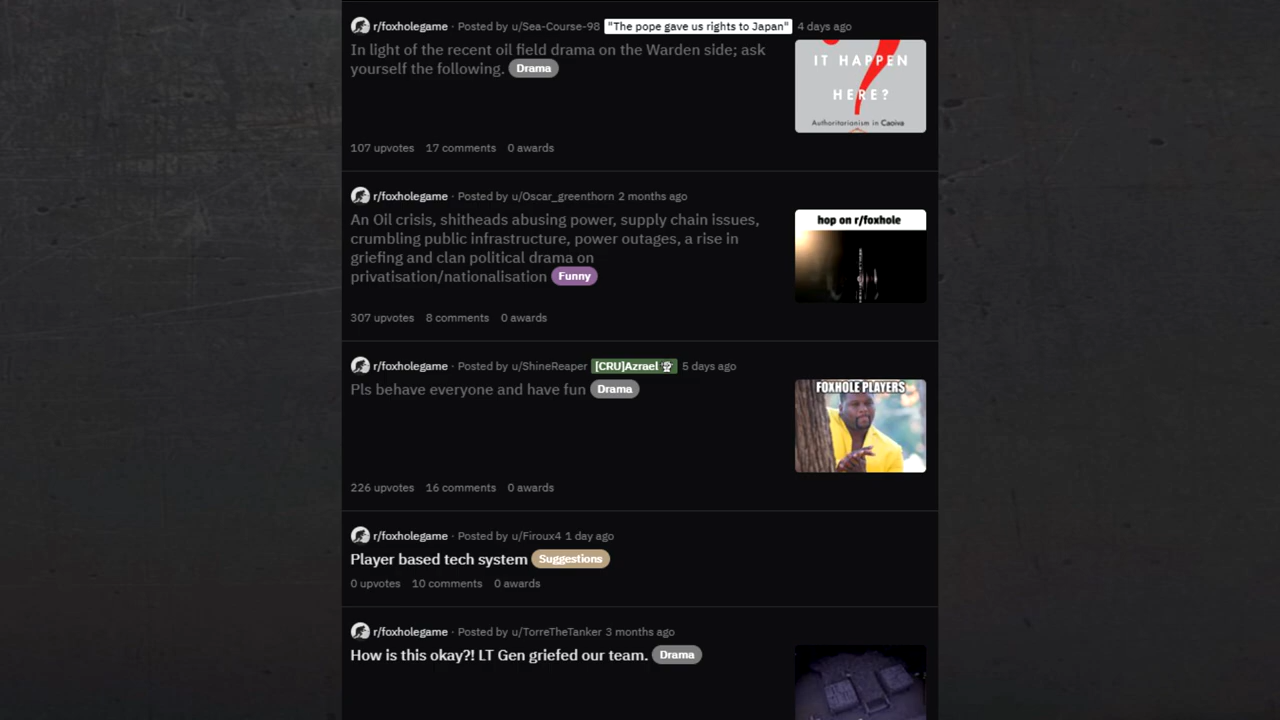 r/foxholegame · Posted by u/Sea-Course-98 "The pope gave us rights to Japan" 4 days ago
In light of the recent oil field drama on the Warden side; ask
yourself the following. Drama
IT HAPPEN
HERE?
Authoritarianism in Caoiva
107 upvotes 17 comments 0 awards
r/foxholegame · Posted by u/Oscar_greenthorn 2 months ago
An Oil crisis, shitheads abusing power, supply chain issues,
crumbling public infrastructure, power outages, a rise in
griefing and clan political drama on
privatisation/nationalisation Funny
hop on r/foxhole
307 upvotes 8 comments 0 awards
r/foxholegame · Posted by u/ShineReaper [CRU]Azrael 5 days ago
Pls behave everyone and have fun Drama
FOXHOLE PLAYERS
226 upvotes 16 comments 0 awards
r/foxholegame · Posted by u/Firoux4 1 day ago
Player based tech system Suggestions
0 upvotes 10 comments 0 awards
r/foxholegame · Posted by u/TorreTheTanker 3 months ago
How is this okay?! LT Gen griefed our team. Drama